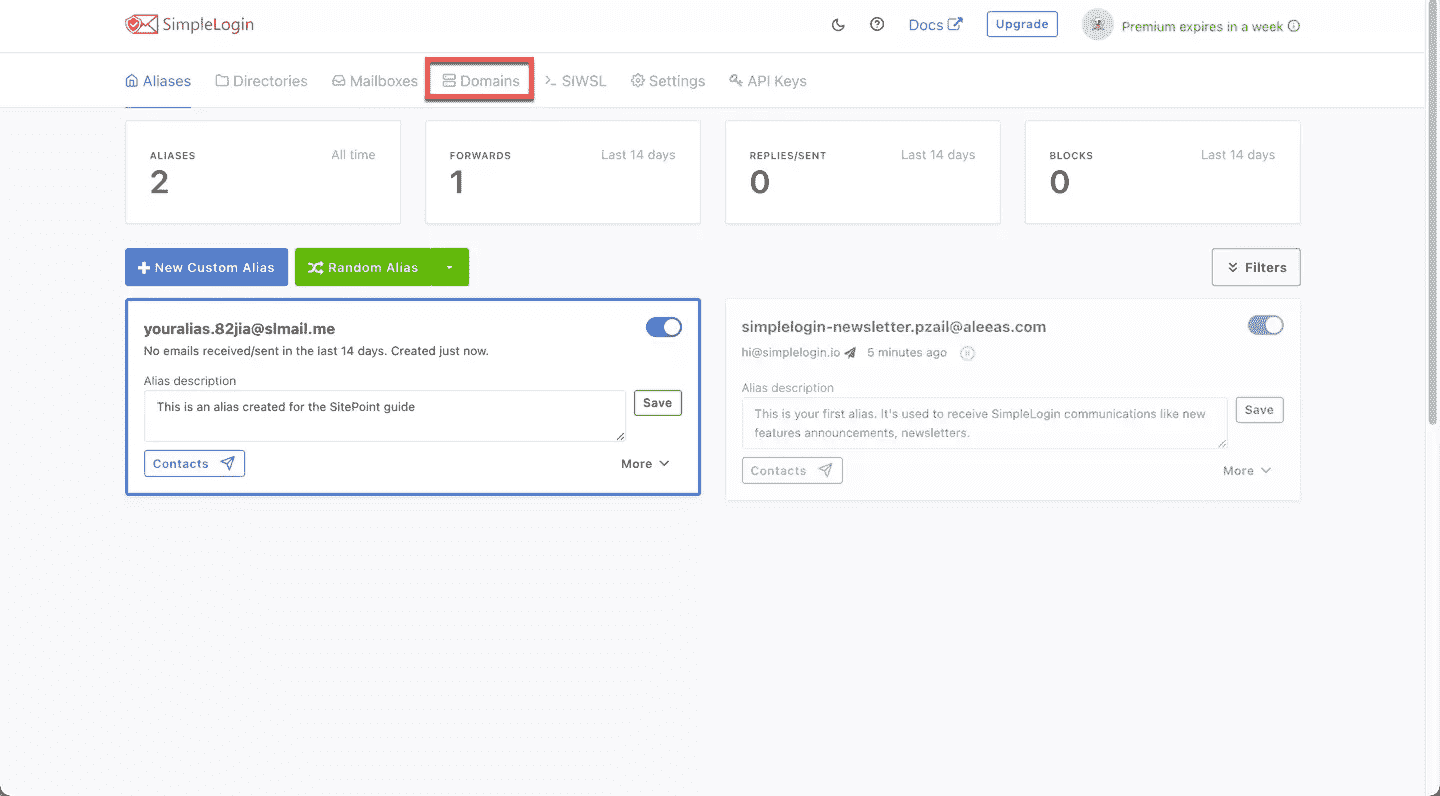 SimpleLogin
Docs
Upgrade
Premium expires in a week
Aliases
Directories
Mailboxes
Domains
SIWSL
Settings
API Keys
ALIASES
All time
2
FORWARDS
Last 14 days
1
REPLIES/SENT
Last 14 days
0
BLOCKS
Last 14 days
0
New Custom Alias
Random Alias
Filters
youralias.82jia@slmail.me
No emails received/sent in the last 14 days. Created just now.
Alias description
This is an alias created for the SitePoint guide
Save
Contacts
More
simplelogin-newsletter.pzail@aleeas.com
hi@simplelogin.io 5 minutes ago
Alias description
This is your first alias. It's used to receive SimpleLogin communications like new
features announcements, newsletters.
Save
Contacts
More